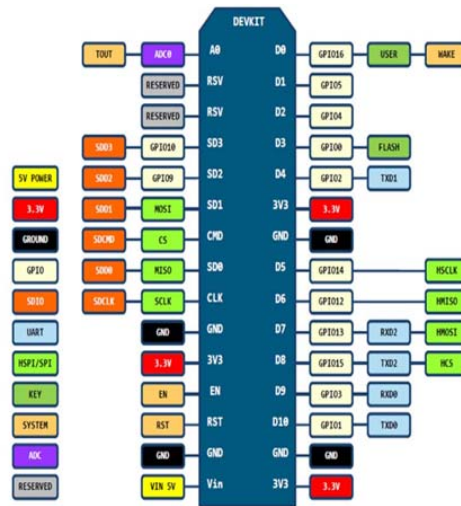 DEVKIT
TOUT ADC0 A0 D0 GPIO16 USER WAKE
RESERVED RSV D1 GPIO5
RESERVED RSV D2 GPIO4
SDD3 GPIO10 SD3 D3 GPIO0 FLASH
5V POWER SDD2 GPIO9 SD2 D4 GPIO2 TXD1
3.3V SDD1 MOSI SD1 3V3 3.3V
GROUND SDCMD CS CMD GND GND
GPIO SDD0 MISO SD0 D5 GPIO14 HSCLK
SDIO SDCLK SCLK CLK D6 GPIO12 HMISO
UART GND GND D7 GPIO13 RXD2 HMOSI
HSPI/SPI 3.3V 3V3 D8 GPIO15 TXD2 HCS
KEY EN EN D9 GPIO3 RXD0
SYSTEM RST RST D10 GPIO1 TXD0
ADC GND GND GND GND
RESERVED VIN 5V Vin 3V3 3.3V